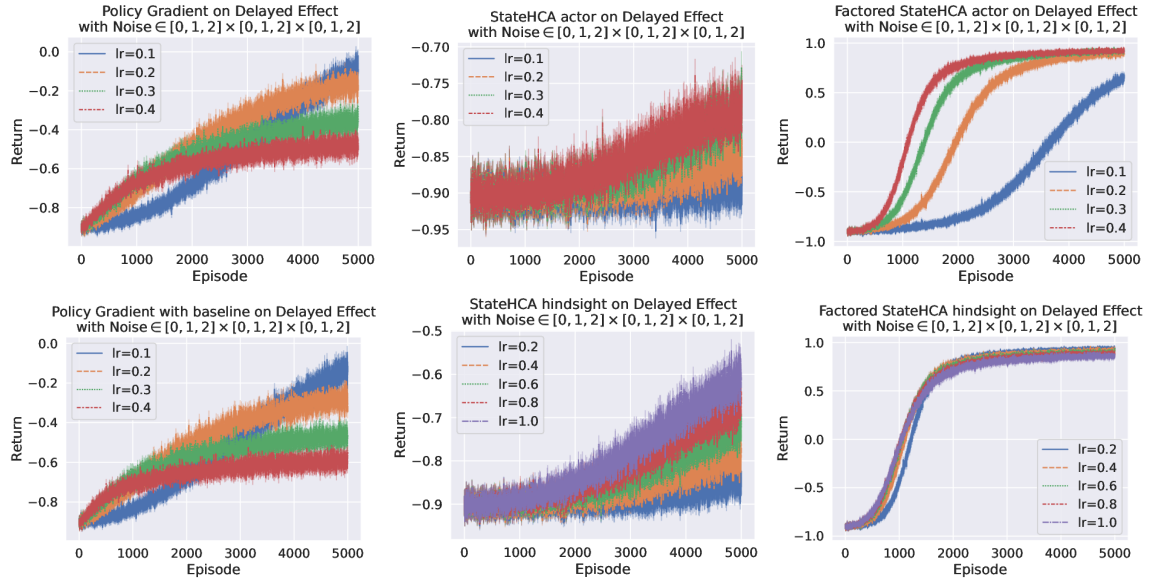 Policy Gradient on Delayed Effect
with Noise ∈ [0, 1, 2] × [0, 1, 2] × [0, 1, 2]
0.0
−0.2
−0.4
−0.6
−0.8
Return
lr=0.1
lr=0.2
lr=0.3
lr=0.4
0 1000 2000 3000 4000 5000
Episode
StateHCA actor on Delayed Effect
with Noise ∈ [0, 1, 2] × [0, 1, 2] × [0, 1, 2]
−0.70
−0.75
−0.80
−0.85
−0.90
−0.95
Return
lr=0.1
lr=0.2
lr=0.3
lr=0.4
0 1000 2000 3000 4000 5000
Episode
Factored StateHCA actor on Delayed Effect
with Noise ∈ [0, 1, 2] × [0, 1, 2] × [0, 1, 2]
1.0
0.5
0.0
−0.5
−1.0
Return
lr=0.1
lr=0.2
lr=0.3
lr=0.4
0 1000 2000 3000 4000 5000
Episode
Policy Gradient with baseline on Delayed Effect
with Noise ∈ [0, 1, 2] × [0, 1, 2] × [0, 1, 2]
0.0
−0.2
−0.4
−0.6
−0.8
Return
lr=0.1
lr=0.2
lr=0.3
lr=0.4
0 1000 2000 3000 4000 5000
Episode
StateHCA hindsight on Delayed Effect
with Noise ∈ [0, 1, 2] × [0, 1, 2] × [0, 1, 2]
−0.5
−0.6
−0.7
−0.8
−0.9
Return
lr=0.2
lr=0.4
lr=0.6
lr=0.8
lr=1.0
0 1000 2000 3000 4000 5000
Episode
Factored StateHCA hindsight on Delayed Effect
with Noise ∈ [0, 1, 2] × [0, 1, 2] × [0, 1, 2]
1.0
0.5
0.0
−0.5
−1.0
Return
lr=0.2
lr=0.4
lr=0.6
lr=0.8
lr=1.0
0 1000 2000 3000 4000 5000
Episode